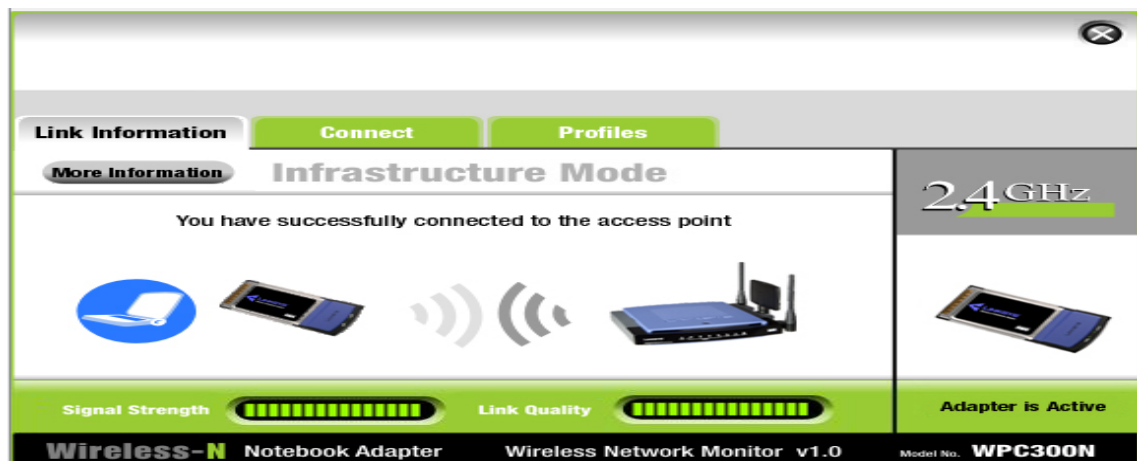 Link Information
Connect
Profiles
More Information
Infrastructure Mode
2.4GHz
You have successfully connected to the access point
Signal Strength
Link Quality
Adapter is Active
Wireless-N Notebook Adapter Wireless Network Monitor v1.0 Model No. WPC300N